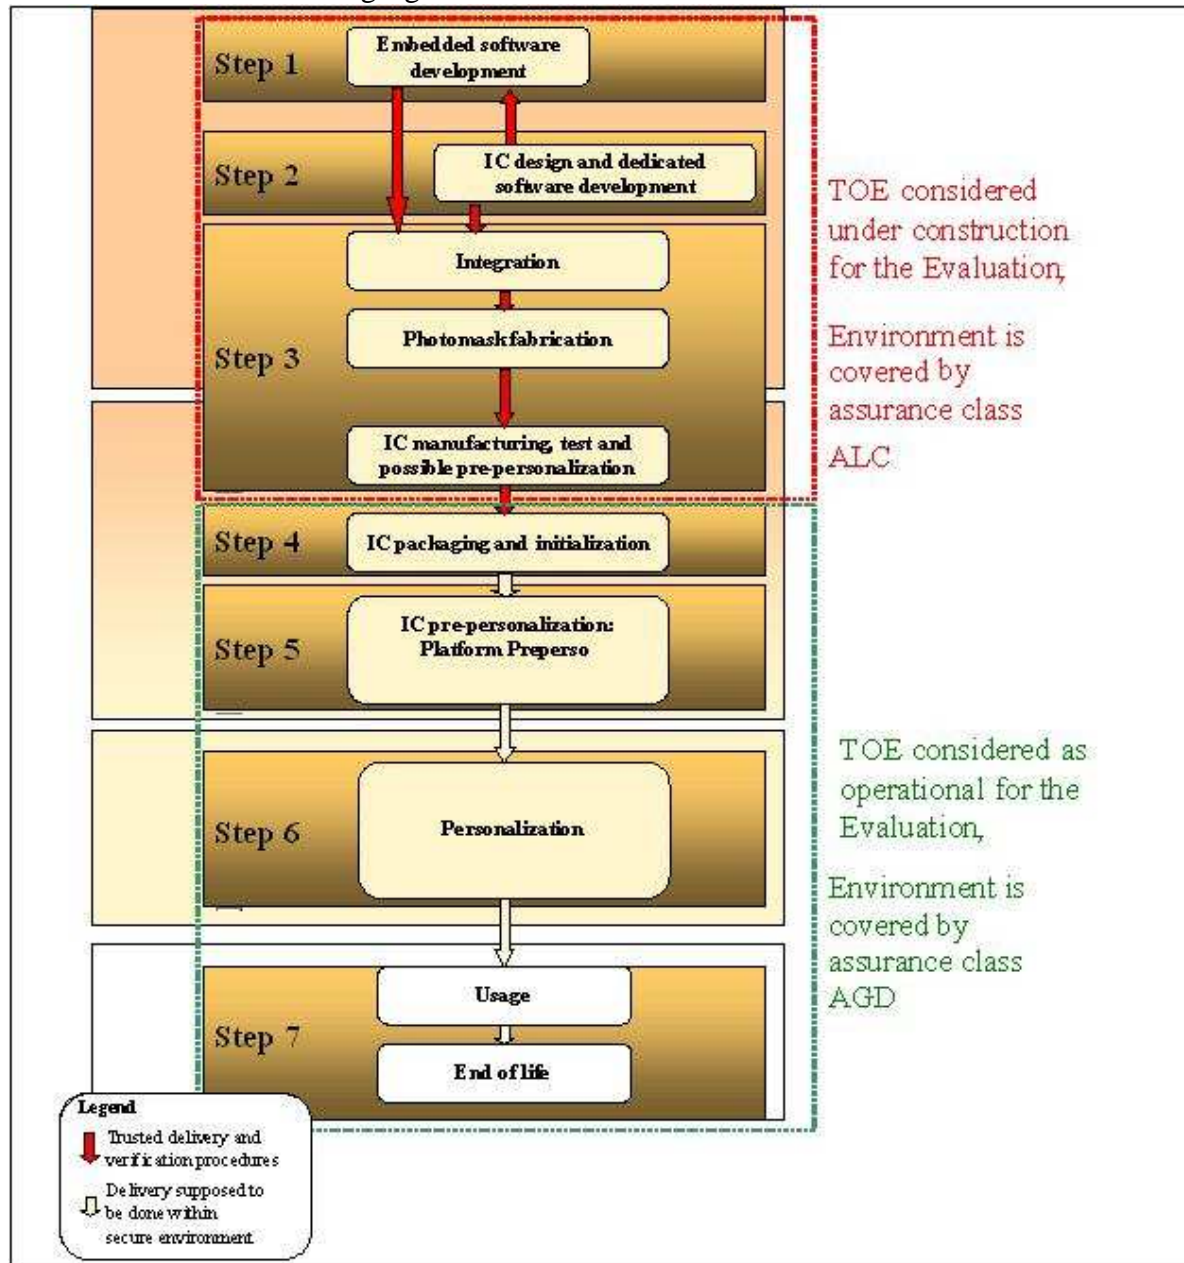 Step 1
Embedded software
development
Step 2
IC design and dedicated
software development
Step 3
Integration
Photomask fabrication
IC manufacturing, test and
possible pre-personalization
TOE considered
under construction
for the Evaluation,
Environment is
covered by
assurance class
ALC
Step 4
IC packaging and initialization
Step 5
IC pre-personalization:
Platform Preperso
Step 6
Personalization
TOE considered as
operational for the
Evaluation,
Environment is
covered by
assurance class
AGD
Step 7
Usage
End of life
Legend
Trusted delivery and
verification procedures
Delivery supposed to
be done within
secure environment